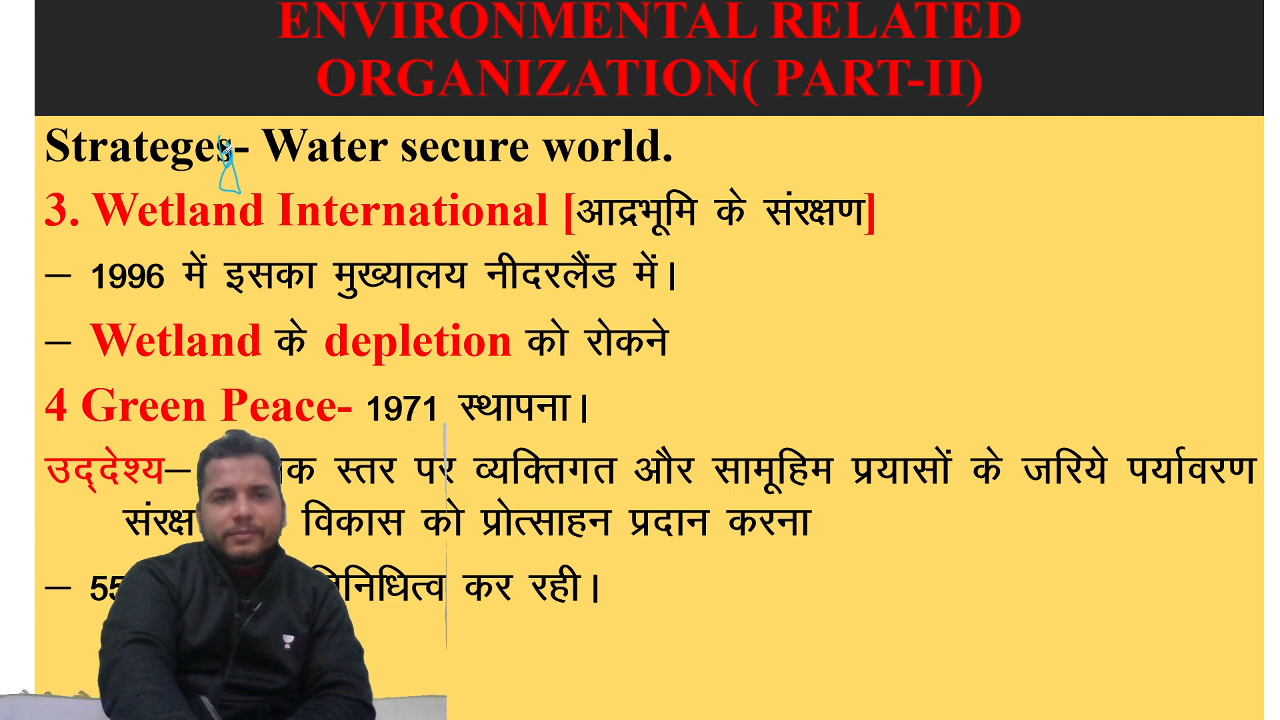 ENVIRONMENTAL RELATED
ORGANIZATION( PART-II)
Strateges- Water secure world.
3. Wetland International [आद्रभूमि के संरक्षण]
– 1996 में इसका मुख्यालय नीदरलैंड में।
– Wetland के depletion को रोकने
4 Green Peace- 1971 स्थापना।
उद्देश्य– स्तर पर व्यक्तिगत और सामूहिम प्रयासों के जरिये पर्यावरण
विकास को प्रोत्साहन प्रदान करना
– कर रही।